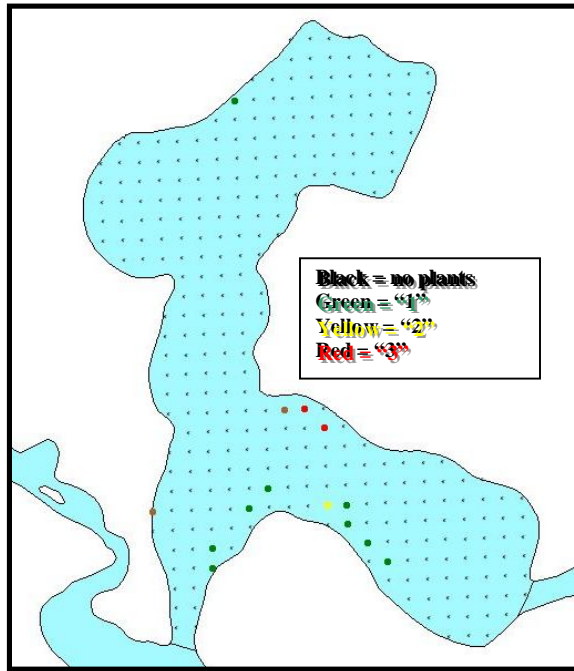 Black = no plants
Green = “1”
Yellow = “2”
Red = “3”